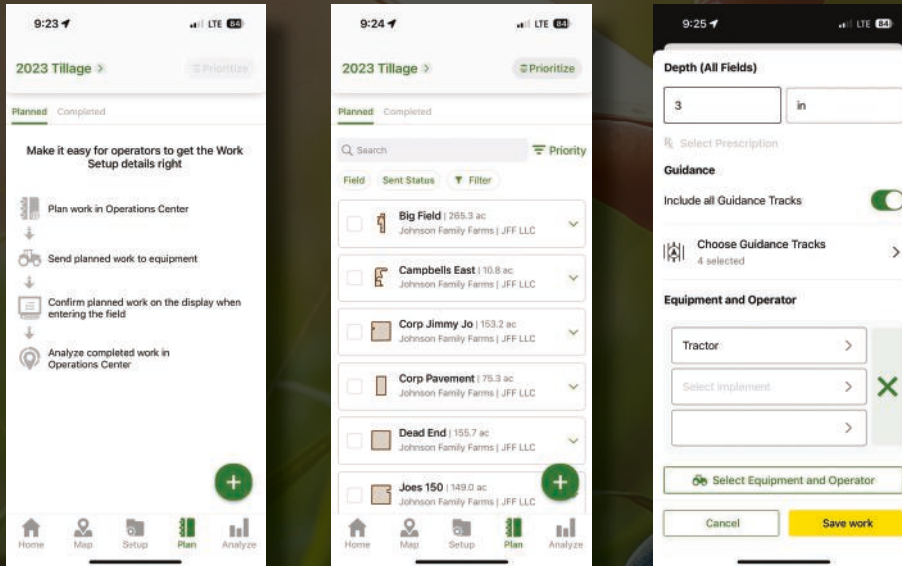 9:23
LTE 84
2023 Tillage >
Prioritize
Planned Completed
Make it easy for operators to get the Work
Setup details right
Plan work in Operations Center
Send planned work to equipment
Confirm planned work on the display when
entering the field
Analyze completed work in
Operations Center
+
Home Map Setup Plan Analyze
9:24
LTE 84
2023 Tillage >
Prioritize
Planned Completed
Search
Priority
Field Sent Status Filter
Big Field | 265.3 ac
Johnson Family Farms | JFF LLC
Campbells East | 10.8 ac
Johnson Family Farms | JFF LLC
Corp Jimmy Jo | 153.2 ac
Johnson Family Farms | JFF LLC
Corp Pavement | 75.3 ac
Johnson Family Farms | JFF LLC
Dead End | 155.7 ac
Johnson Family Farms | JFF LLC
Joes 150 | 149.0 ac
Johnson Family Farms | JFF LLC
+
Home Map Setup Plan Analyze
9:25
LTE 84
Depth (All Fields)
3 in
Select Prescription
Guidance
Include all Guidance Tracks
Choose Guidance Tracks
4 selected
Equipment and Operator
Tractor
Select Implement
Select Equipment and Operator
Cancel Save work